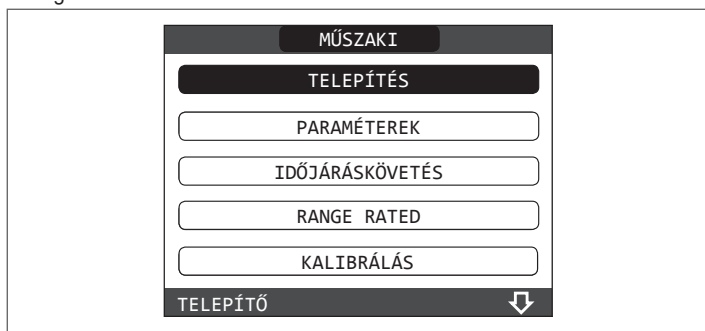 MŰSZAKI
TELEPÍTÉS
PARAMÉTEREK
IDŐJÁRÁSKÖVETÉS
RANGE RATED
KALIBRÁLÁS
TELEPÍTŐ